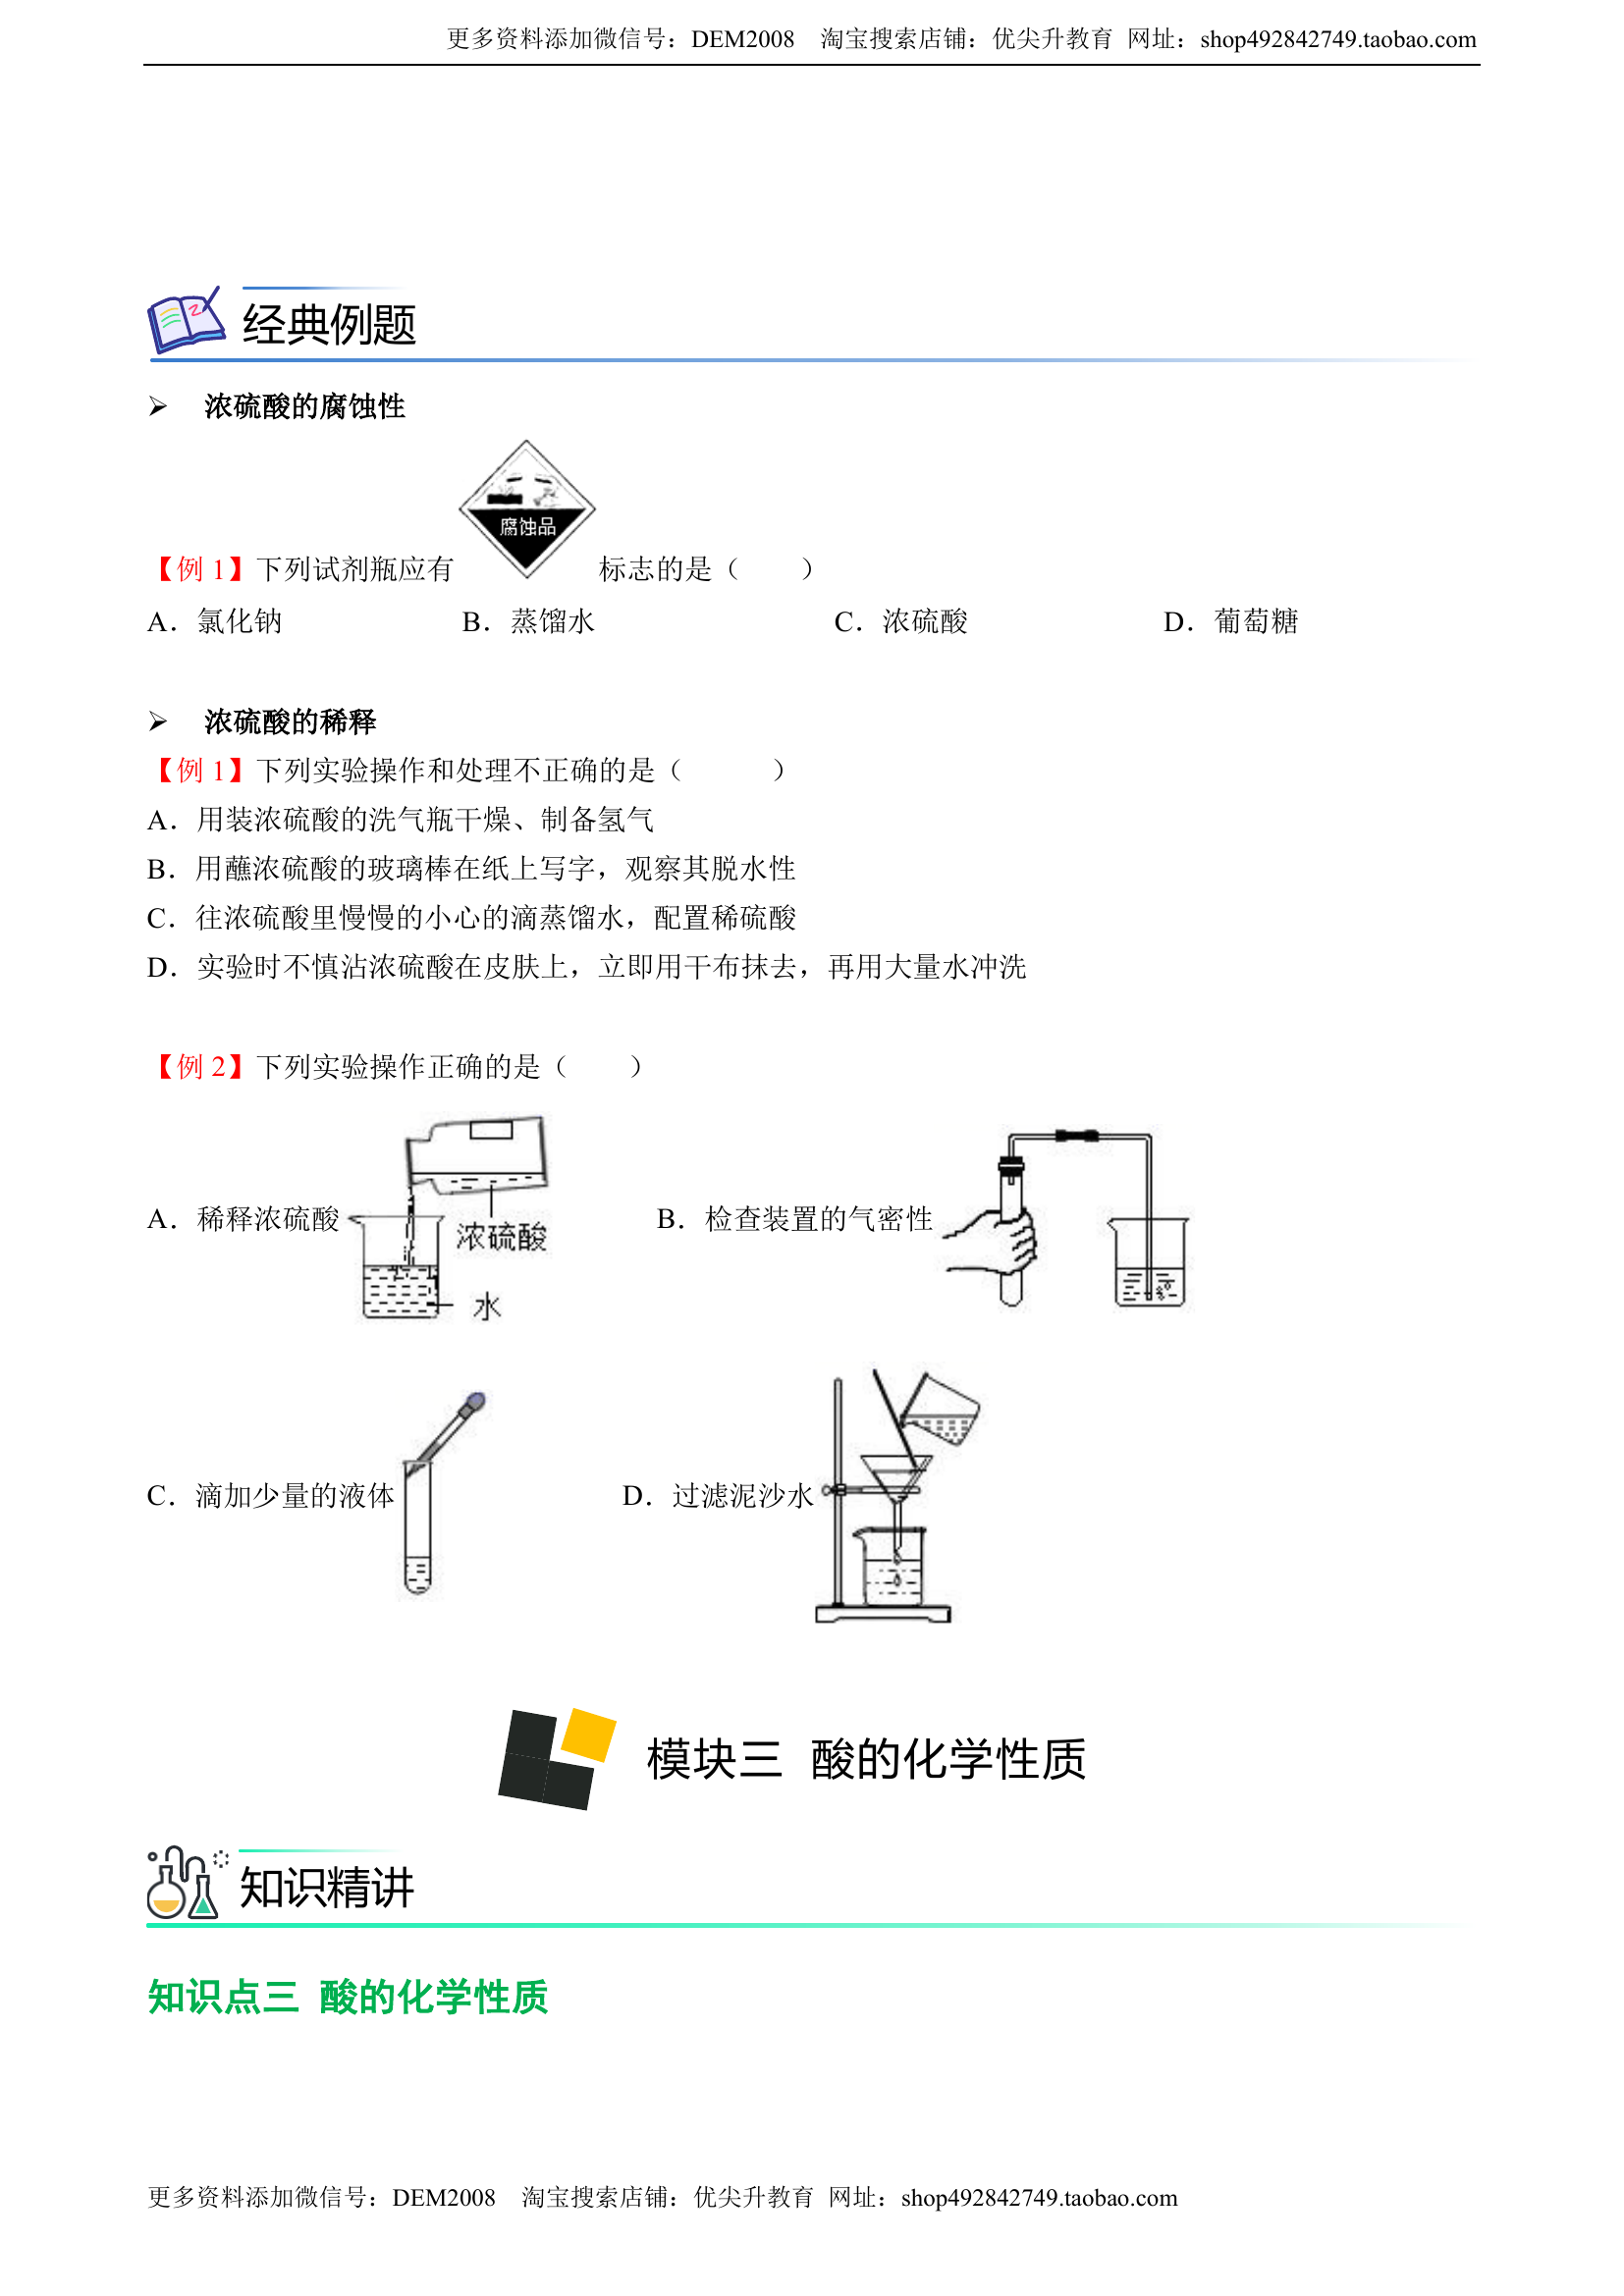 更多资料添加微信号：DEM2008 淘宝搜索店铺：优尖升教育 网址：shop492842749.taobao.com
经典例题
➢ 浓硫酸的腐蚀性
腐蚀品
【例 1】下列试剂瓶应有 标志的是（ ）
A．氯化钠 B．蒸馏水 C．浓硫酸 D．葡萄糖
➢ 浓硫酸的稀释
【例 1】下列实验操作和处理不正确的是（ ）
A．用装浓硫酸的洗气瓶干燥、制备氢气
B．用蘸浓硫酸的玻璃棒在纸上写字，观察其脱水性
C．往浓硫酸里慢慢的小心的滴蒸馏水，配置稀硫酸
D．实验时不慎沾浓硫酸在皮肤上，立即用干布抹去，再用大量水冲洗
【例 2】下列实验操作正确的是（ ）
A．稀释浓硫酸 浓硫酸 水 B．检查装置的气密性
C．滴加少量的液体 D．过滤泥沙水
模块三 酸的化学性质
知识精讲
知识点三 酸的化学性质
更多资料添加微信号：DEM2008 淘宝搜索店铺：优尖升教育 网址：shop492842749.taobao.com